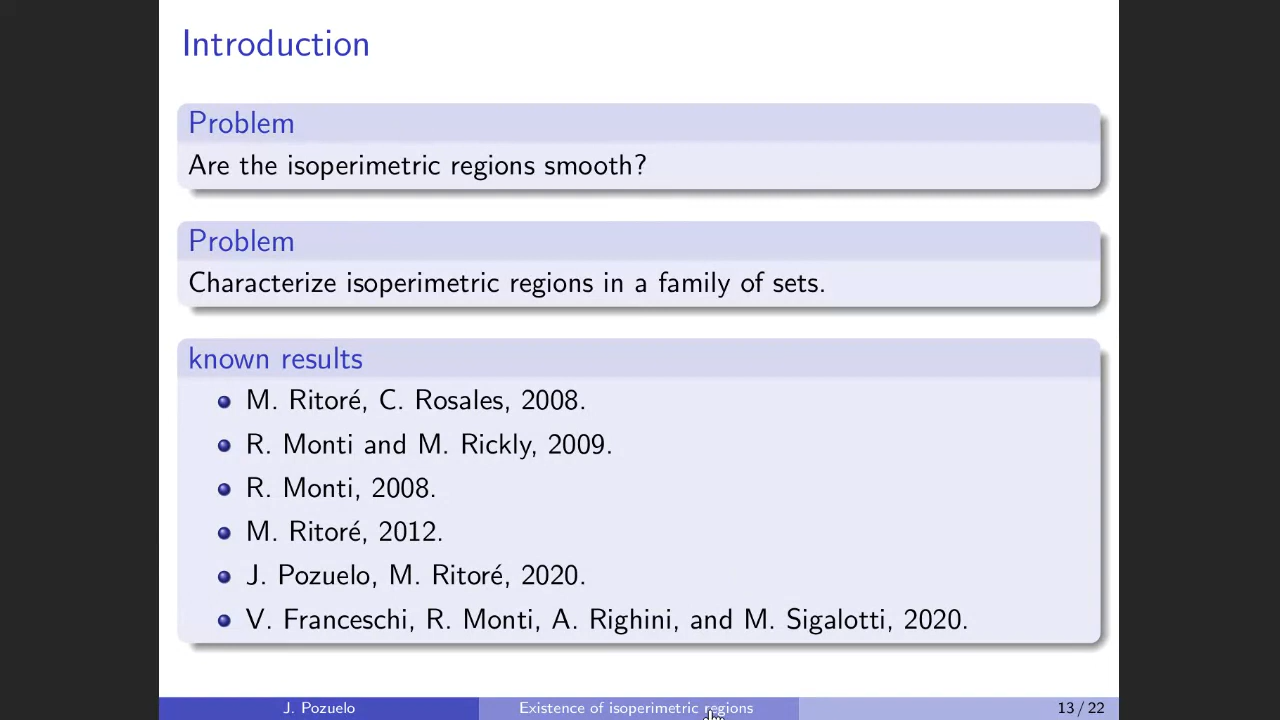 Introduction
Problem
Are the isoperimetric regions smooth?
Problem
Characterize isoperimetric regions in a family of sets.
known results
M. Ritoré, C. Rosales, 2008.
R. Monti and M. Rickly, 2009.
R. Monti, 2008.
M. Ritoré, 2012.
J. Pozuelo, M. Ritoré, 2020.
V. Franceschi, R. Monti, A. Righini, and M. Sigalotti, 2020.
J. Pozuelo
Existence of isoperimetric regions
13 / 22